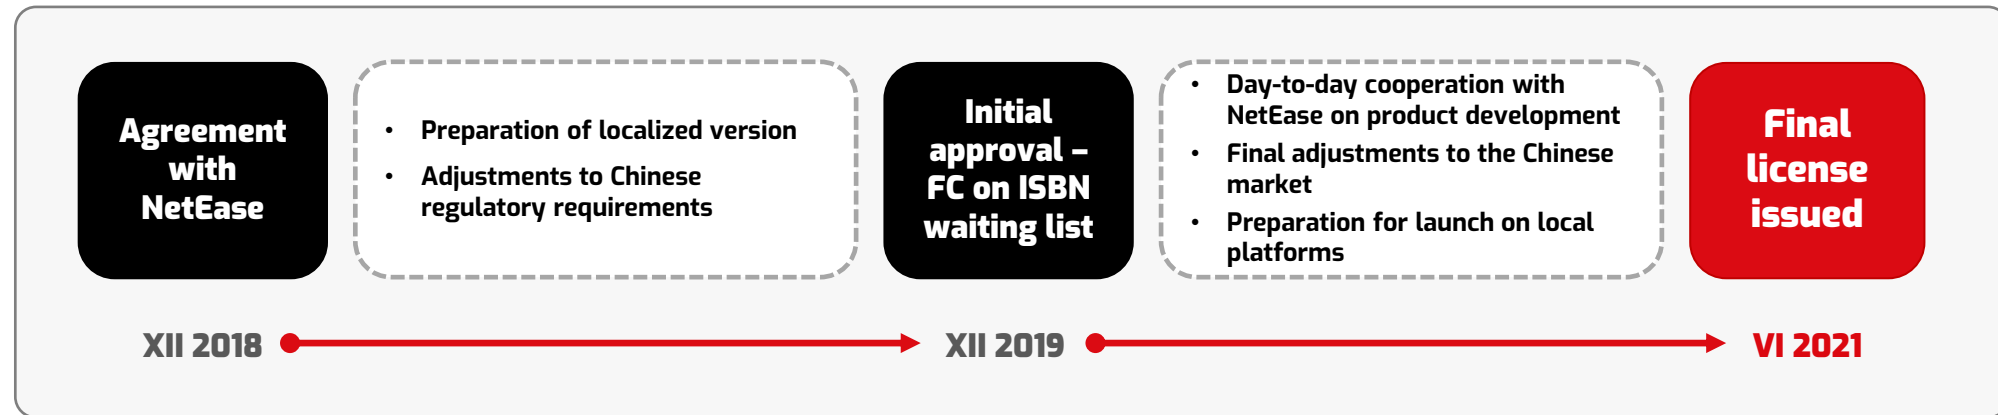 Agreement
with
NetEase
• Preparation of localized version
• Adjustments to Chinese
regulatory requirements
Initial
approval –
FC on ISBN
waiting list
• Day-to-day cooperation with
NetEase on product development
• Final adjustments to the Chinese
market
• Preparation for launch on local
platforms
Final
license
issued
XII 2018
XII 2019
VI 2021